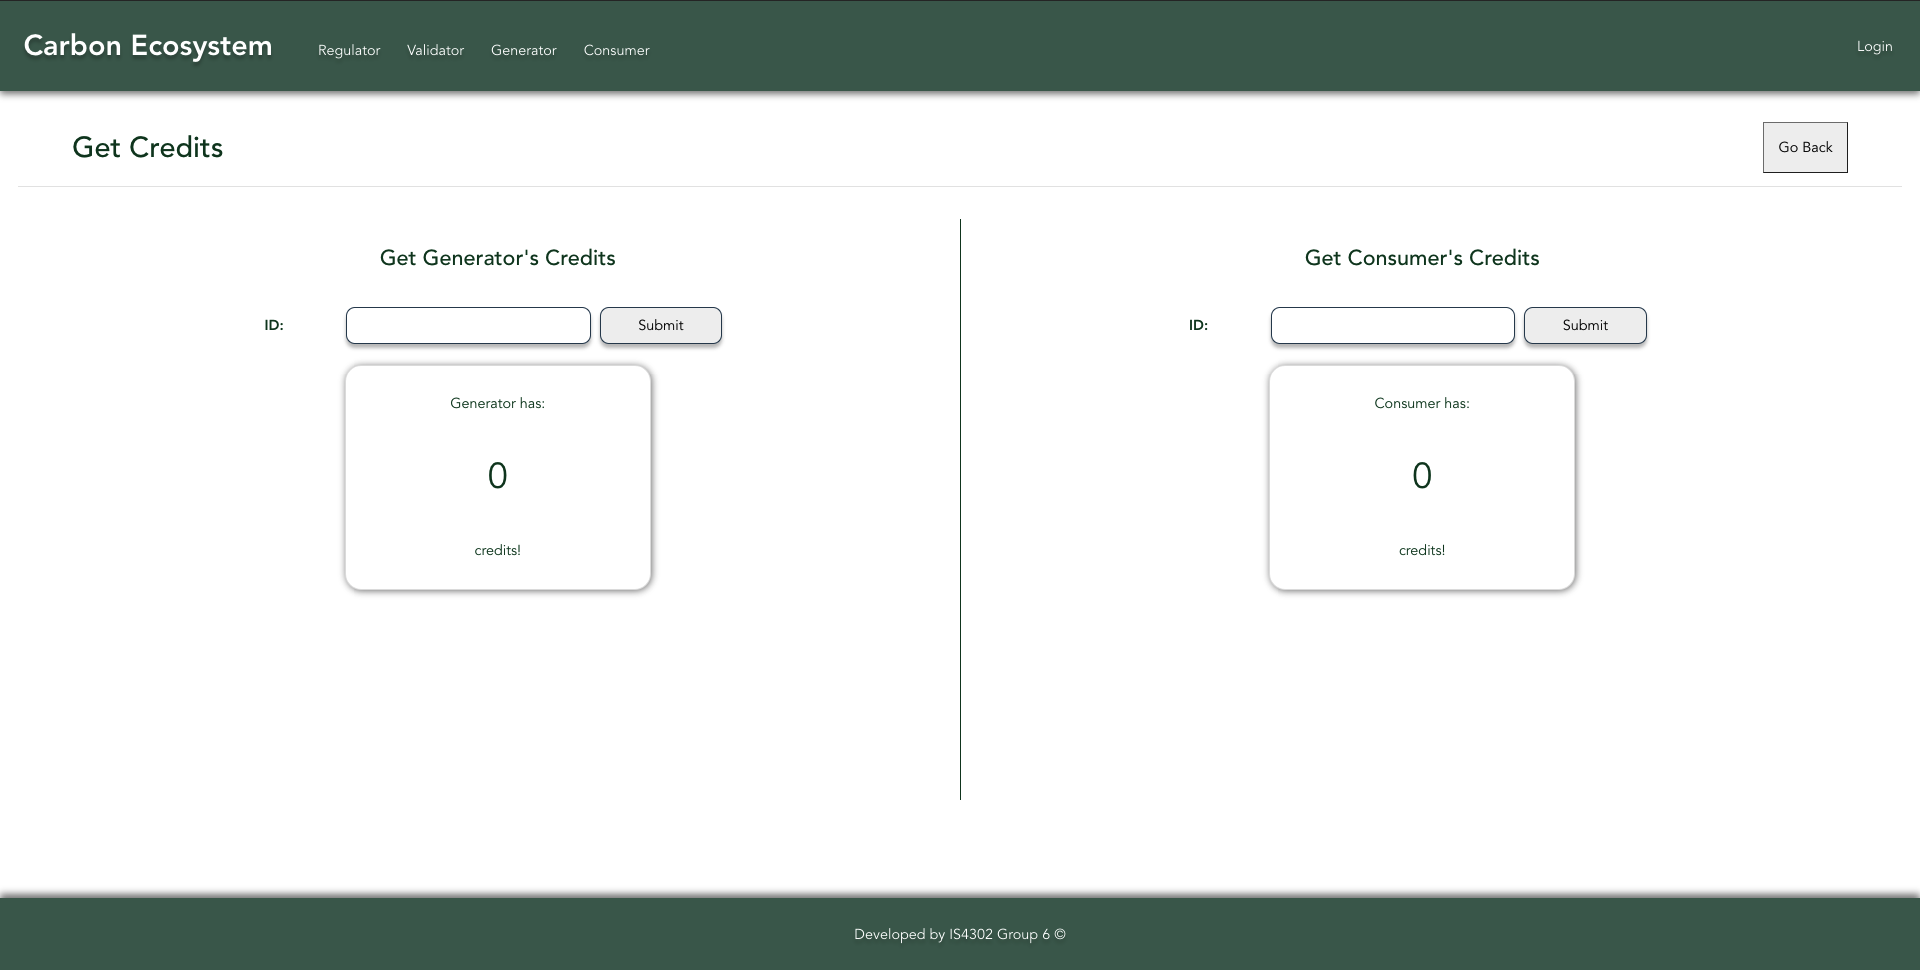 Carbon Ecosystem Regulator Validator Generator Consumer Login
Get Credits Go Back
Get Generator's Credits
ID: Submit
Generator has:
0
credits!
Get Consumer's Credits
ID: Submit
Consumer has:
0
credits!
Developed by IS4302 Group 6 ©